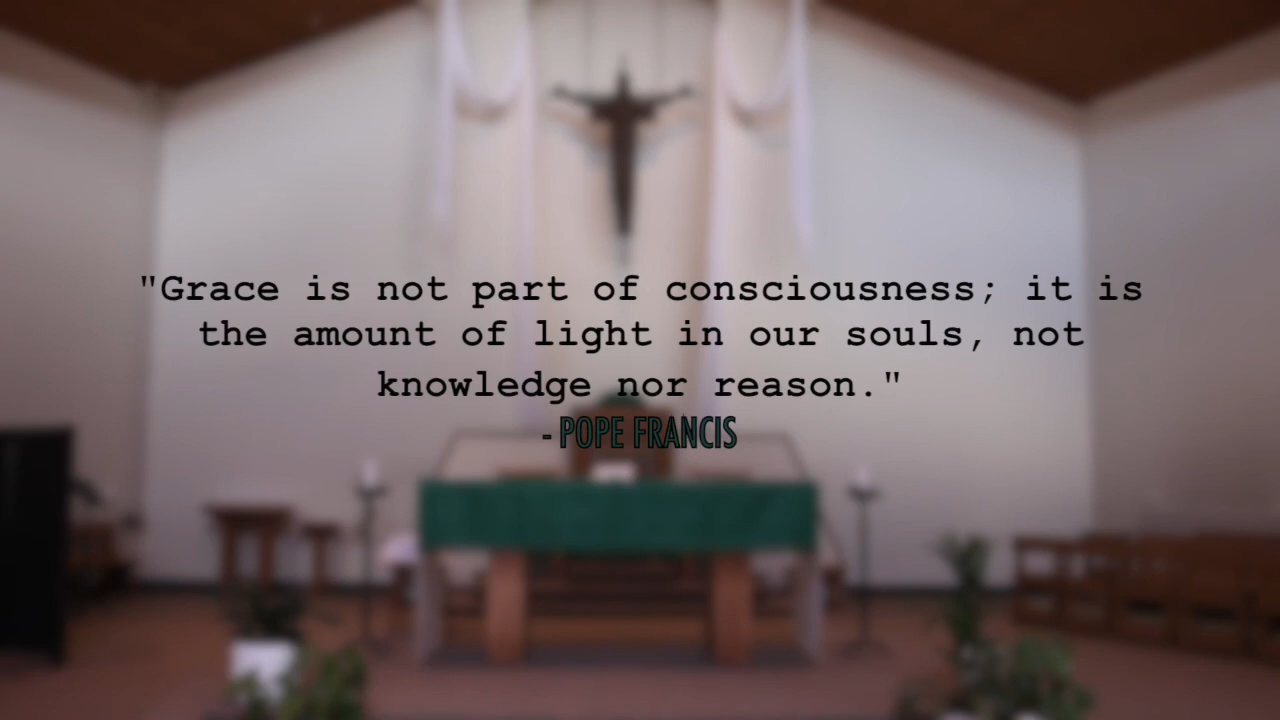 "Grace is not part of consciousness; it is
the amount of light in our souls, not
knowledge nor reason."
- POPE FRANCIS